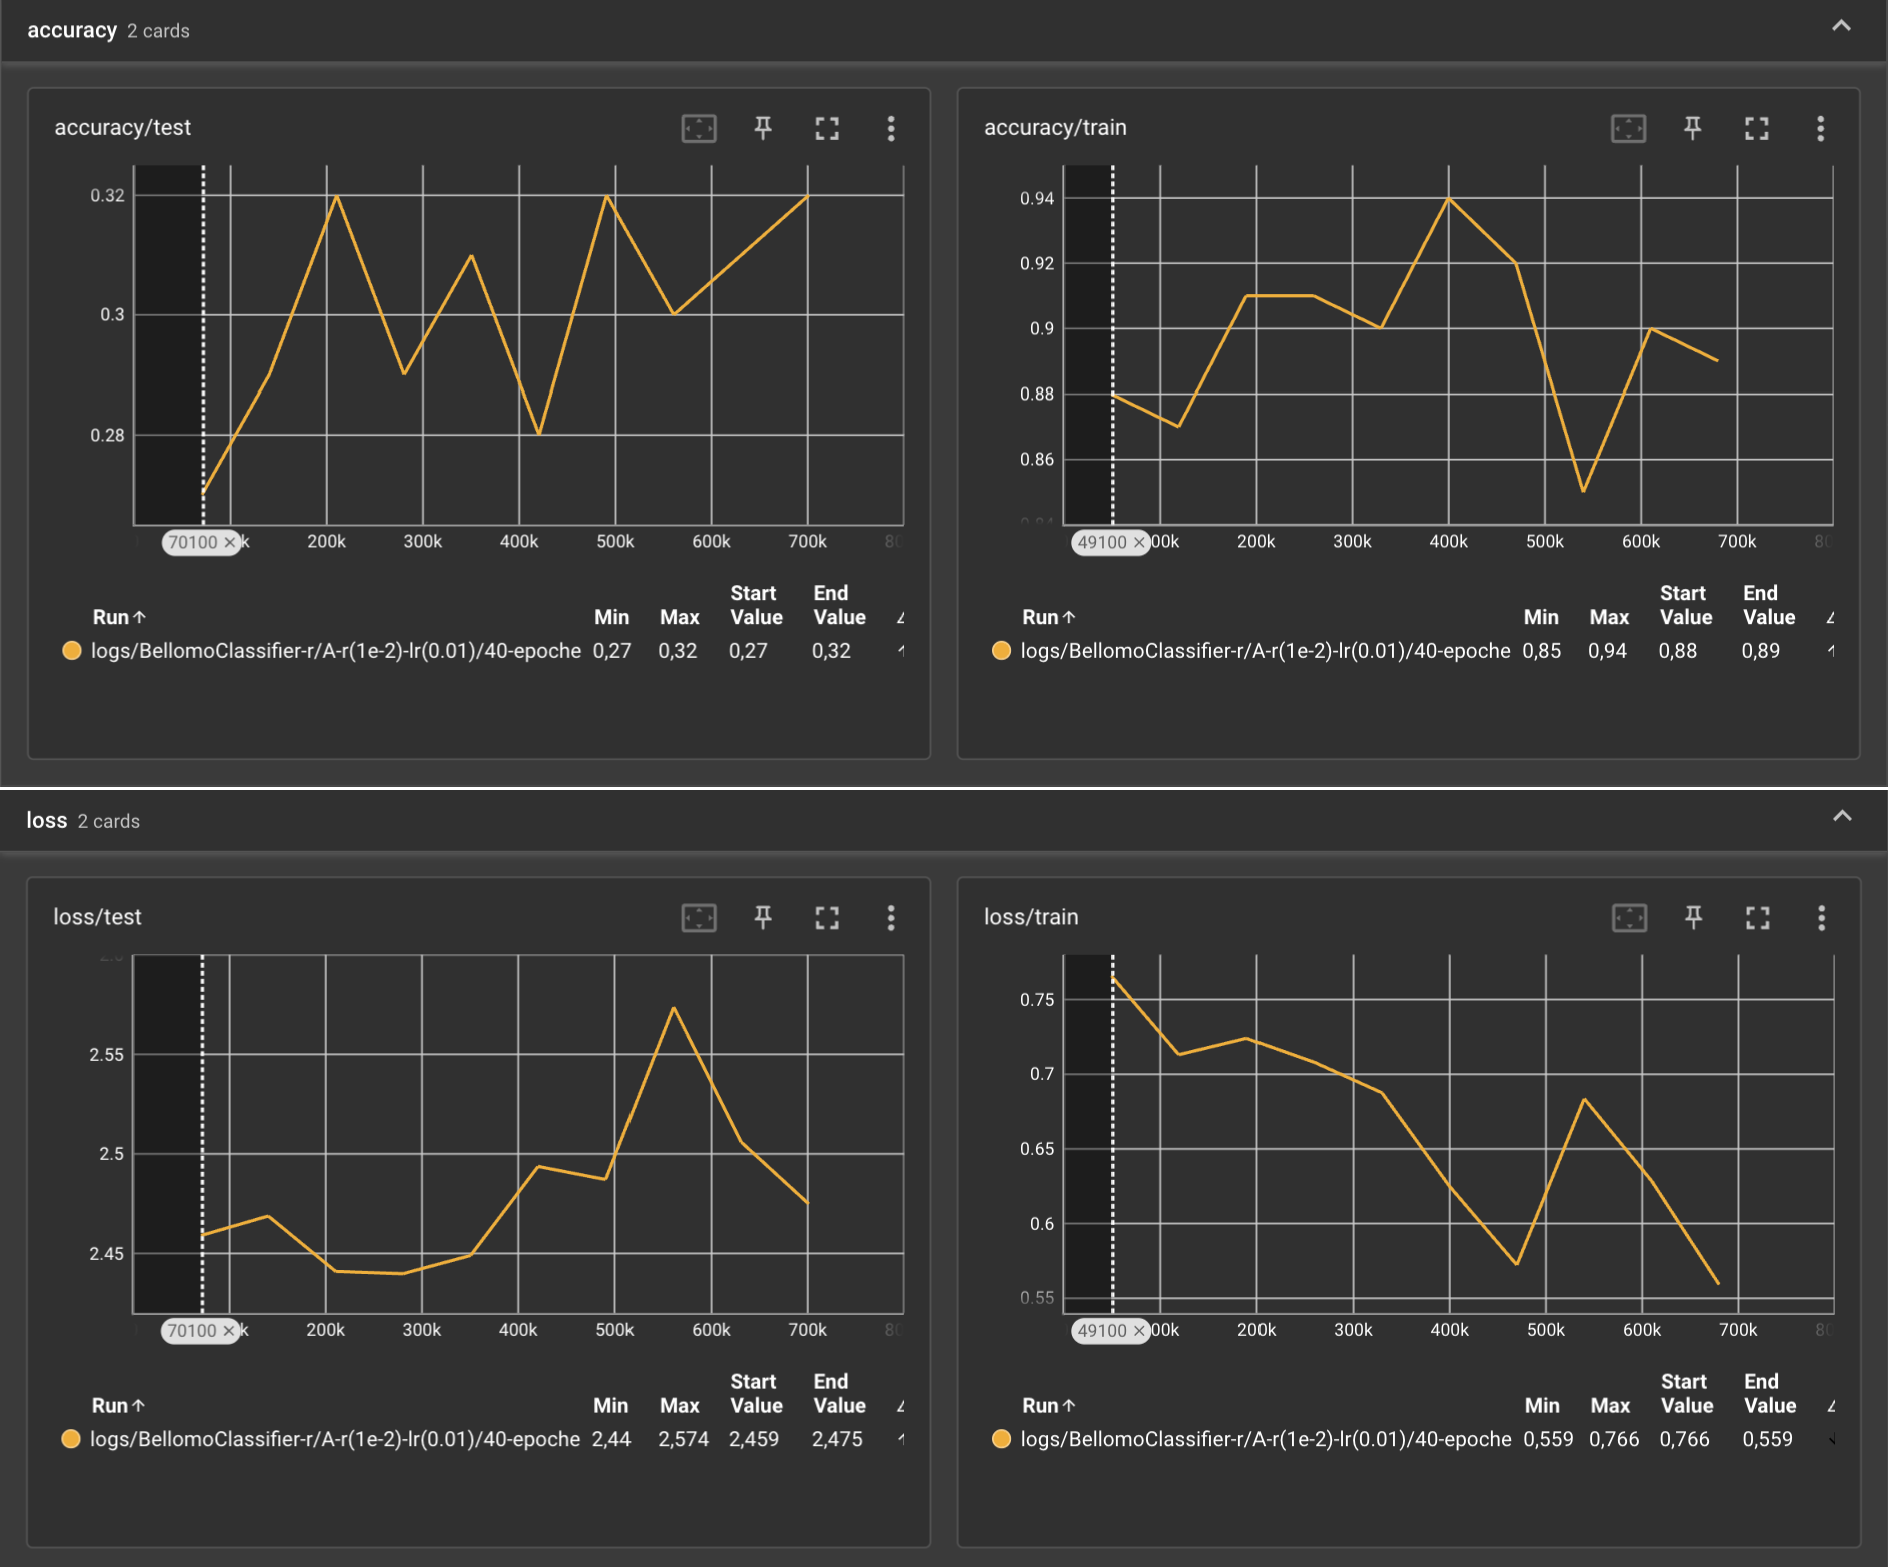 accuracy 2 cards
accuracy/test
0.32
0.3
0.28
70100 ×k 200k 300k 400k 500k 600k 700k
Run↑ Min Max Start Value End Value
logs/BellomoClassifier-r/A-r(1e-2)-lr(0.01)/40-epoche 0,27 0,32 0,27 0,32
accuracy/train
0.94
0.92
0.9
0.88
0.86
0.84
49100 ×00k 200k 300k 400k 500k 600k 700k
Run↑ Min Max Start Value End Value
logs/BellomoClassifier-r/A-r(1e-2)-lr(0.01)/40-epoche 0,85 0,94 0,88 0,89
loss 2 cards
loss/test
2.55
2.5
2.45
70100 ×k 200k 300k 400k 500k 600k 700k
Run↑ Min Max Start Value End Value
logs/BellomoClassifier-r/A-r(1e-2)-lr(0.01)/40-epoche 2,44 2,574 2,459 2,475
loss/train
0.75
0.7
0.65
0.6
0.55
49100 ×00k 200k 300k 400k 500k 600k 700k
Run↑ Min Max Start Value End Value
logs/BellomoClassifier-r/A-r(1e-2)-lr(0.01)/40-epoche 0,559 0,766 0,766 0,559